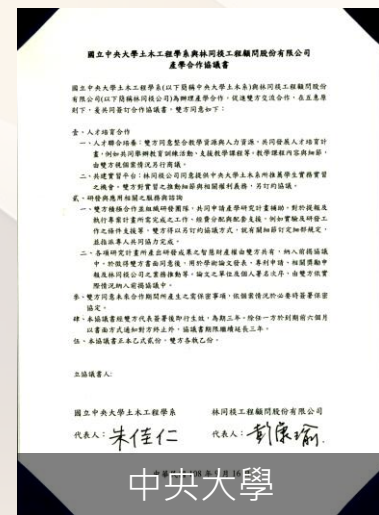 國立中央大學土木工程學系與林同棪工程顧問股份有限公司
產學合作協議書
國立中央大學土木工程學系(以下簡稱中央大學土木系)與林同棪工程顧問股份
有限公司(以下簡稱林同棪公司)為辦理產學合作，促進雙方交流合作，在互惠原
則下，爰共同簽訂合作協議書，雙方同意如下：
壹、人才培育合作
一、人才聯合培養：雙方同意整合教學資源與人力資源，共同發展人才培育計
畫，例如共同舉辦教育訓練活動、支援教學課程等，教學課程內容與細節，
由雙方視個案情況另行商議。
二、共建實習平台：林同棪公司同意提供中央大學土木系所推薦學生實務實習
之機會，雙方對實習之推動細節與相關權利義務，另訂約協議。
貳、研發與應用相關之服務與諮詢
一、雙方積極合作並組織研發團隊，共同申請產學研究計畫補助。對於提報及
執行專案計畫所需完成之工作、經費分配與配套支援，例如實驗及研發工
作之條件支援等，雙方得以另訂約協議方式，就有關細節訂定細部規定，
並指派專人共同協力完成。
二、各項研究計畫所產出研發成果之智慧財產權由雙方共有，納入前揭協議
中。於徵得雙方書面同意後，用於學術論文發表、專利申請、相關獎勵申
報及林同棪公司之業務推動等。論文之單位及個人署名次序，由雙方依實
際情況納入前揭協議中。
參、雙方同意未來合作期間所產生之需保密事項，依個案情況於必要時簽署保密
協定。
肆、本協議書經雙方代表簽署後即行生效，為期三年。除任一方於到期前六個月
以書面方式通知對方終止外，協議書期限繼續延長三年。
伍、本協議書正本乙式貳份，雙方各執乙份。
立協議書人：
國立中央大學土木工程學系 林同棪工程顧問股份有限公司
代表人：朱佳仁 代表人：彭康瑜
108 年 9 月 16
中央大學